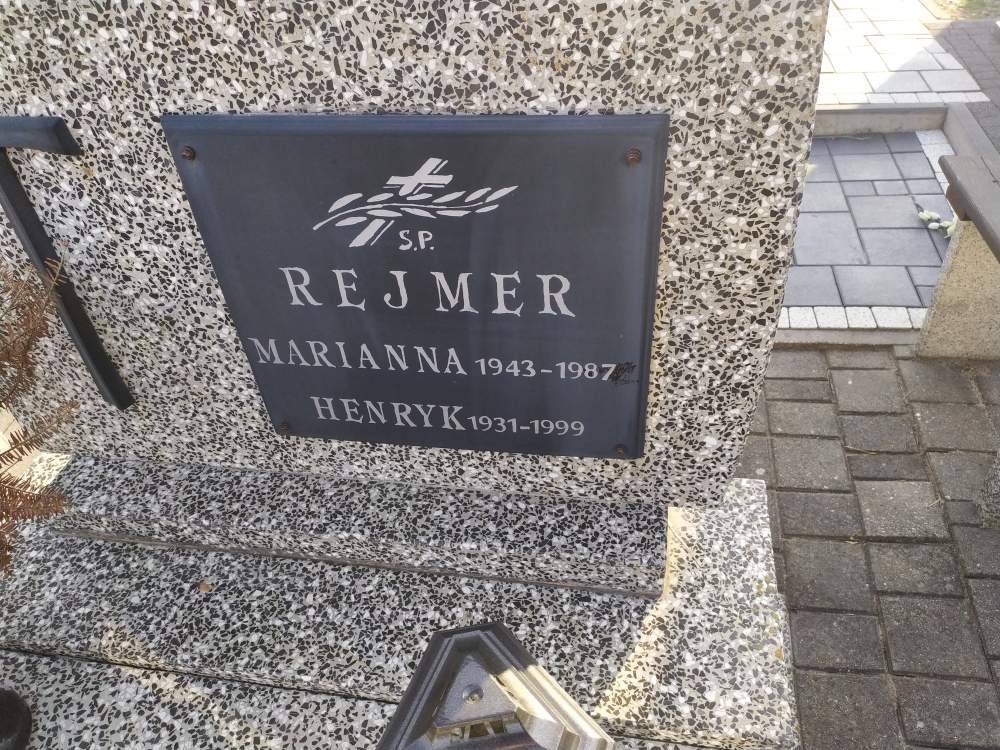 Ś.P.
REJMER
MARIANNA 1943-1987
HENRYK 1931-1999